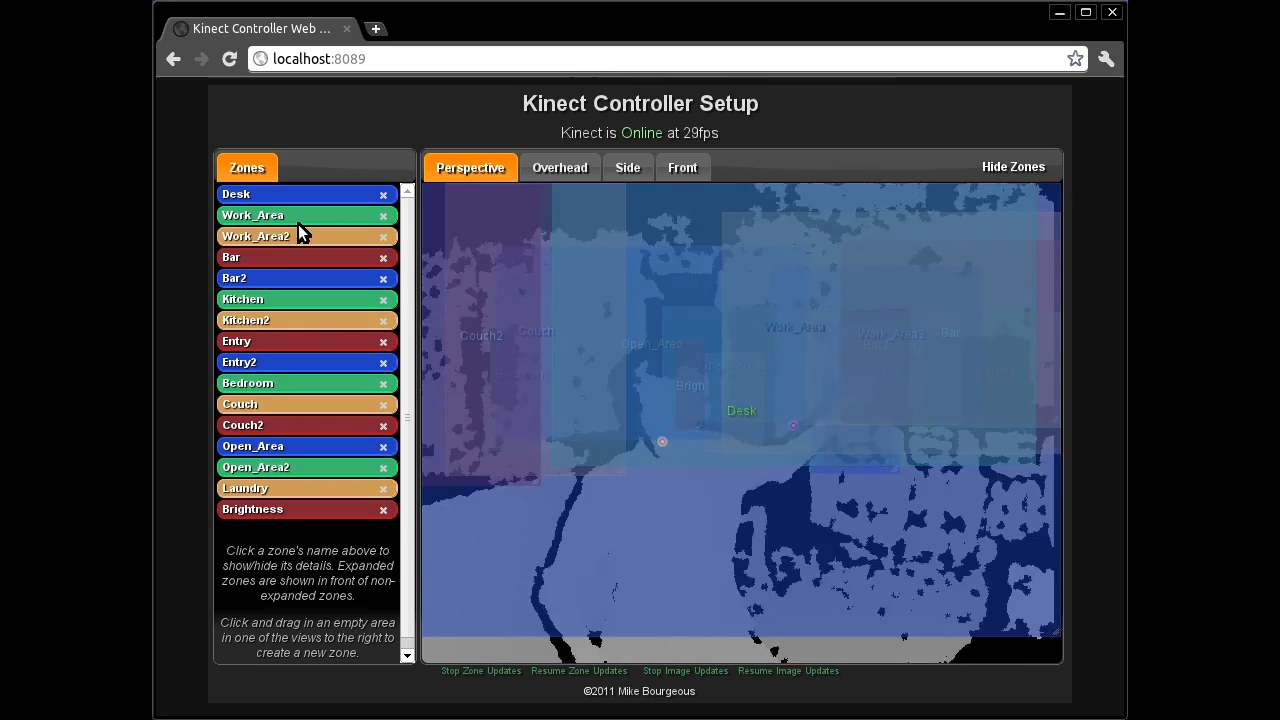 Kinect Controller Web ...
localhost:8089
Kinect Controller Setup
Kinect is Online at 29fps
Zones
Perspective
Overhead
Side
Front
Hide Zones
Desk
Work_Area
Work_Area2
Bar
Bar2
Kitchen
Kitchen2
Entry
Entry2
Bedroom
Couch
Couch2
Open_Area
Open_Area2
Laundry
Brightness
Click a zone's name above to
show/hide its details. Expanded
zones are shown in front of non-
expanded zones.
Click and drag in an empty area
in one of the views to the right to
create a new zone.
Couch2
Couch
Open_Area
Work_Area
Work_Area2
Bar
Brigh
Desk
Stop Zone Updates
Resume Zone Updates
Stop Image Updates
Resume Image Updates
©2011 Mike Bourgeous